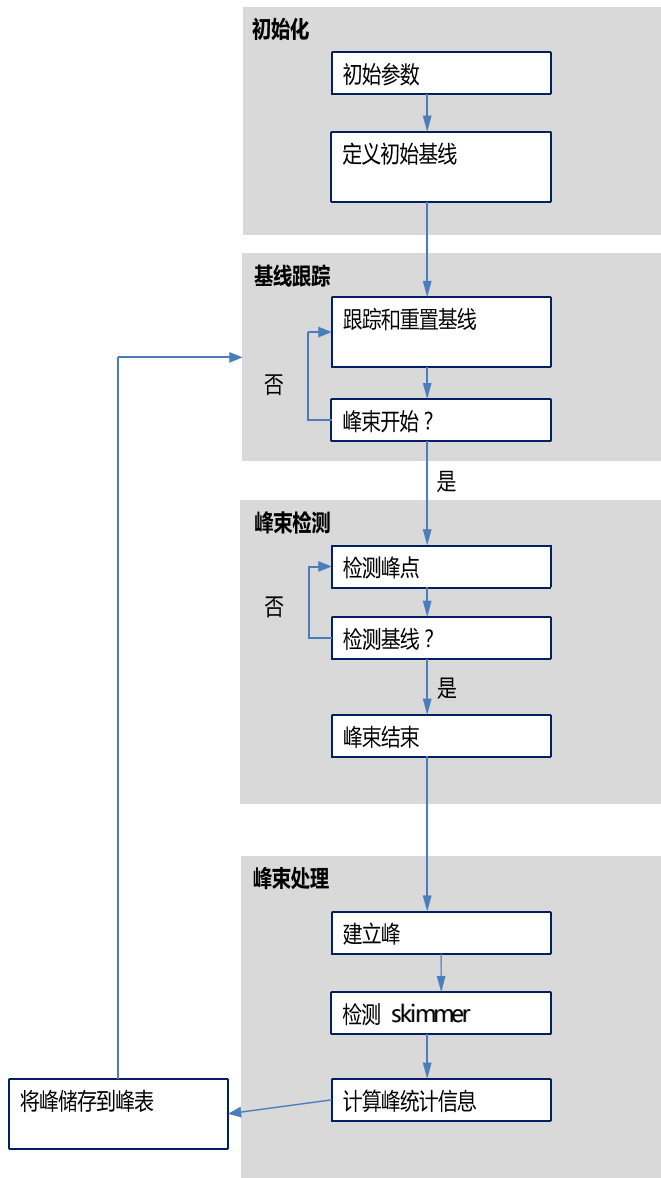 初始化
初始参数
定义初始基线
基线跟踪
跟踪和重置基线
否
峰束开始？
是
峰束检测
检测峰点
否
检测基线？
是
峰束结束
峰束处理
建立峰
检测 skimmer
将峰储存到峰表
计算峰统计信息